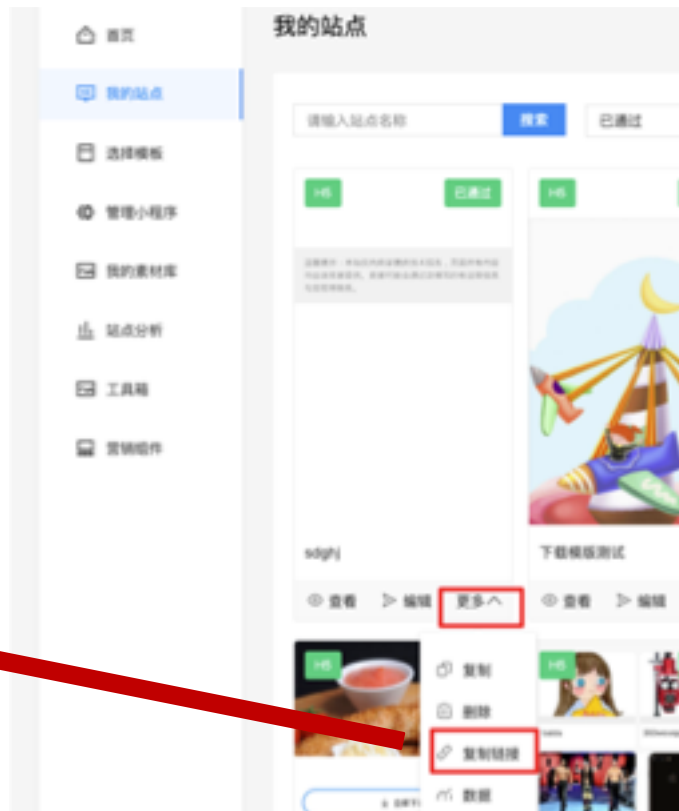 首页
我的站点
我的站点
请输入站点名称
搜索
已通过
选择模板
H5
已通过
H5
管理小程序
我的素材库
站点分析
工具箱
营销组件
sdghj
下载模版测试
查看
编辑
更多
查看
编辑
H5
复制
H5
删除
复制链接
数据